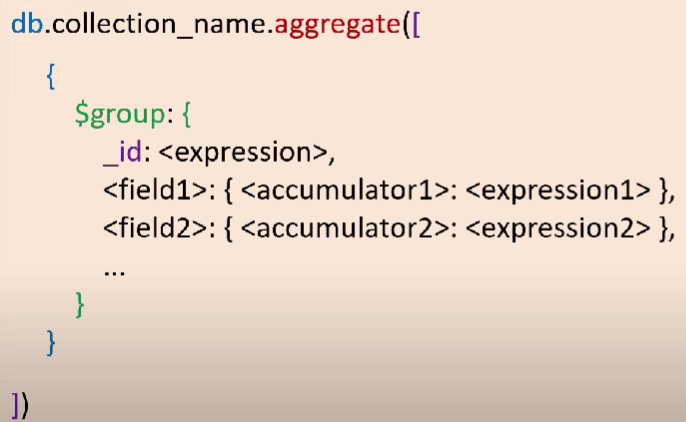 db.collection_name.aggregate([
{
$group: {
_id: <expression>,
<field1>: { <accumulator1>: <expression1> },
<field2>: { <accumulator2>: <expression2> },
...
}
}
])